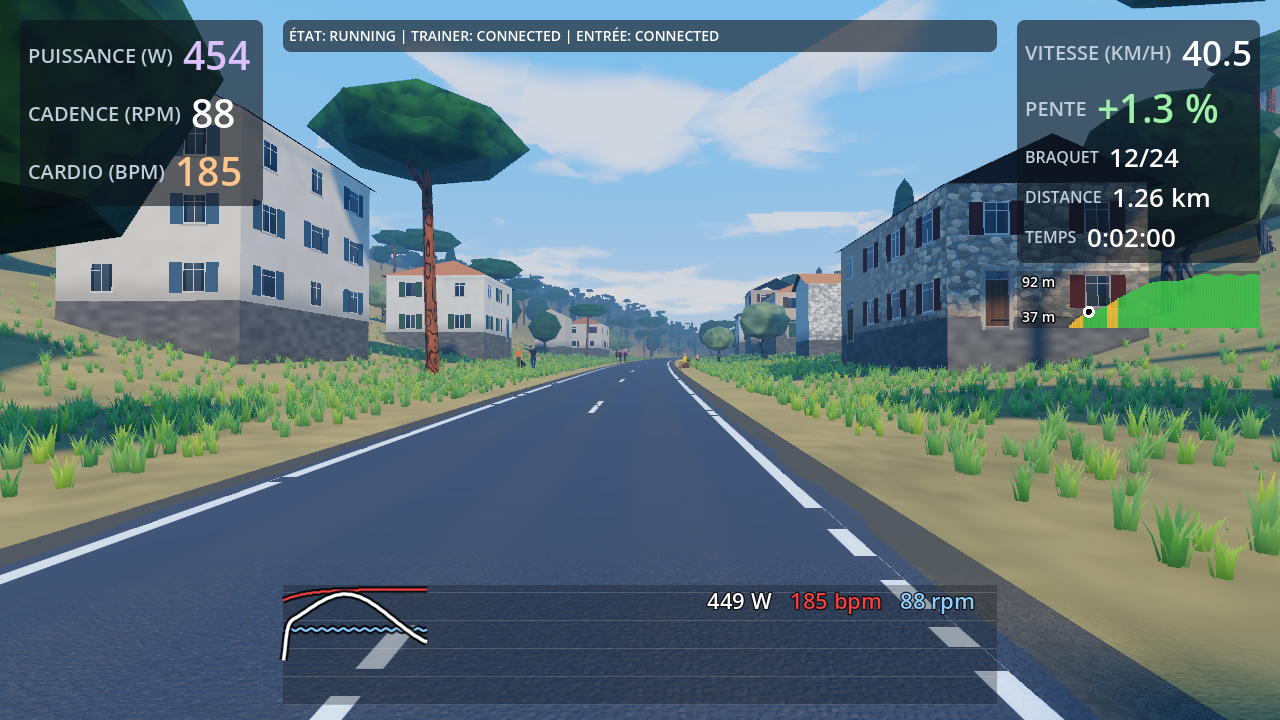 PUISSANCE (W) 454
CADENCE (RPM) 88
CARDIO (BPM) 185
ÉTAT: RUNNING | TRAINER: CONNECTED | ENTRÉE: CONNECTED
VITESSE (KM/H) 40.5
PENTE +1.3 %
BRAQUET 12/24
DISTANCE 1.26 km
TEMPS 0:02:00
92 m
37 m
449 W 185 bpm 88 rpm